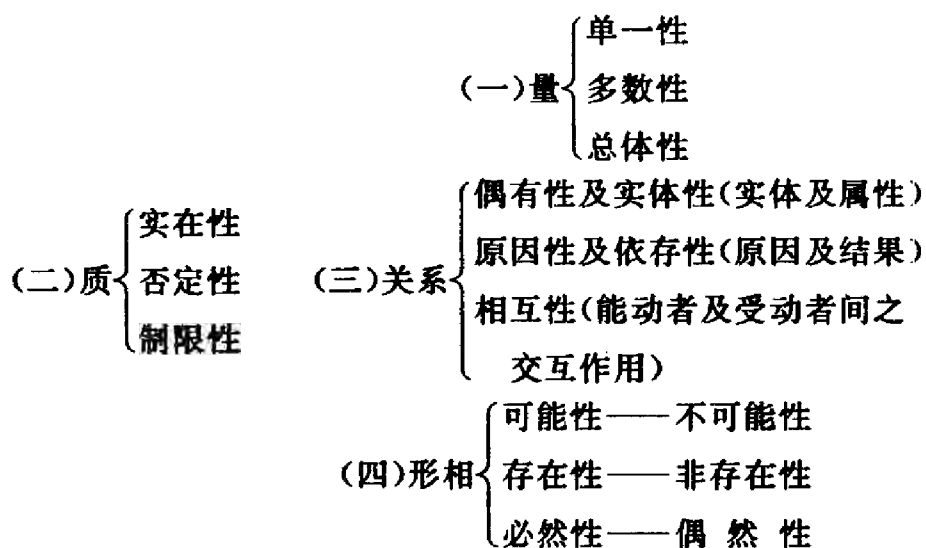 单一性
(一)量 多数性
总体性
实在性
(二)质 否定性
制限性
偶有性及实体性(实体及属性)
原因性及依存性(原因及结果)
(三)关系
相互性(能动者及受动者间之
交互作用)
可能性——不可能性
(四)形相 存在性——非存在性
必然性——偶然性